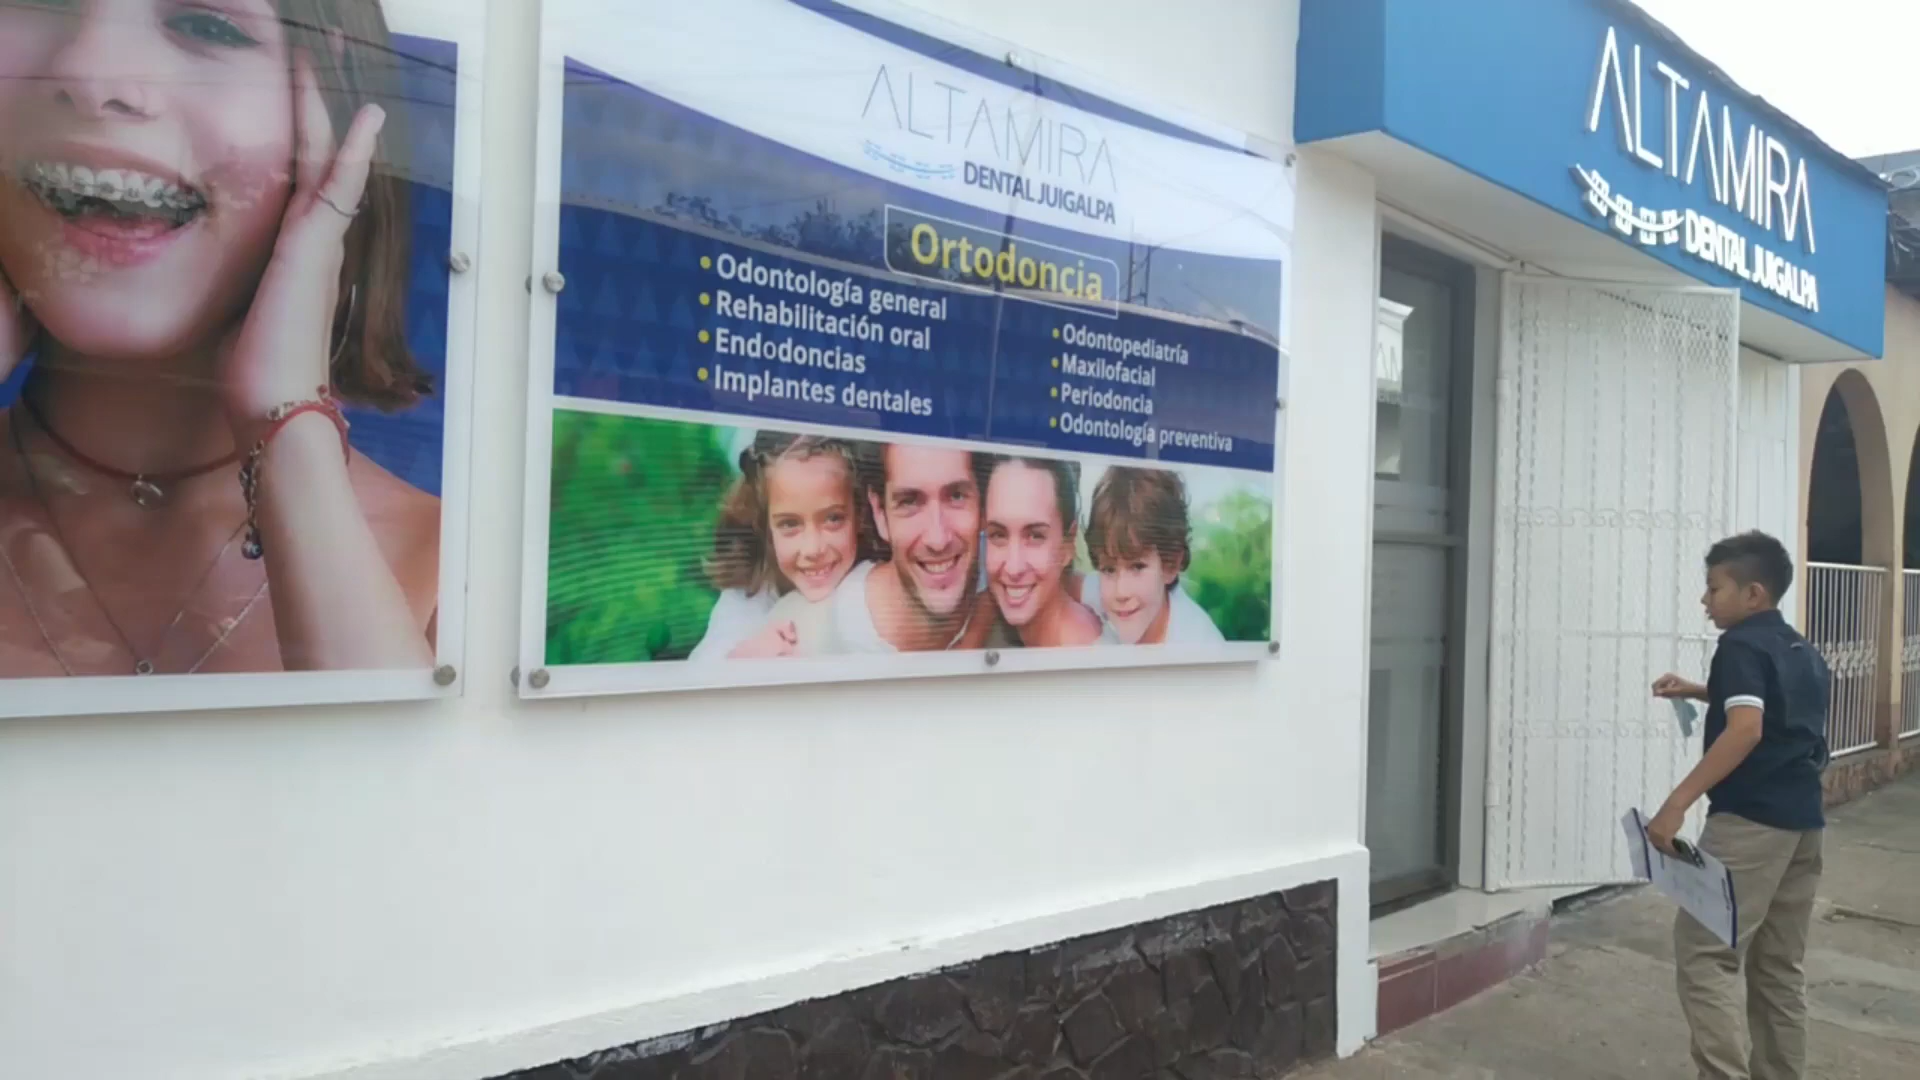 ALTAMIRA
DENTAL JUIGALPA
Ortodoncia
•Odontología general
•Rehabilitación oral
•Endodoncias
•Implantes dentales
•Odontopediatría
•Maxilofacial
•Periodoncia
•Odontología preventiva
ALTAMIRA
DENTAL JUIGALPA